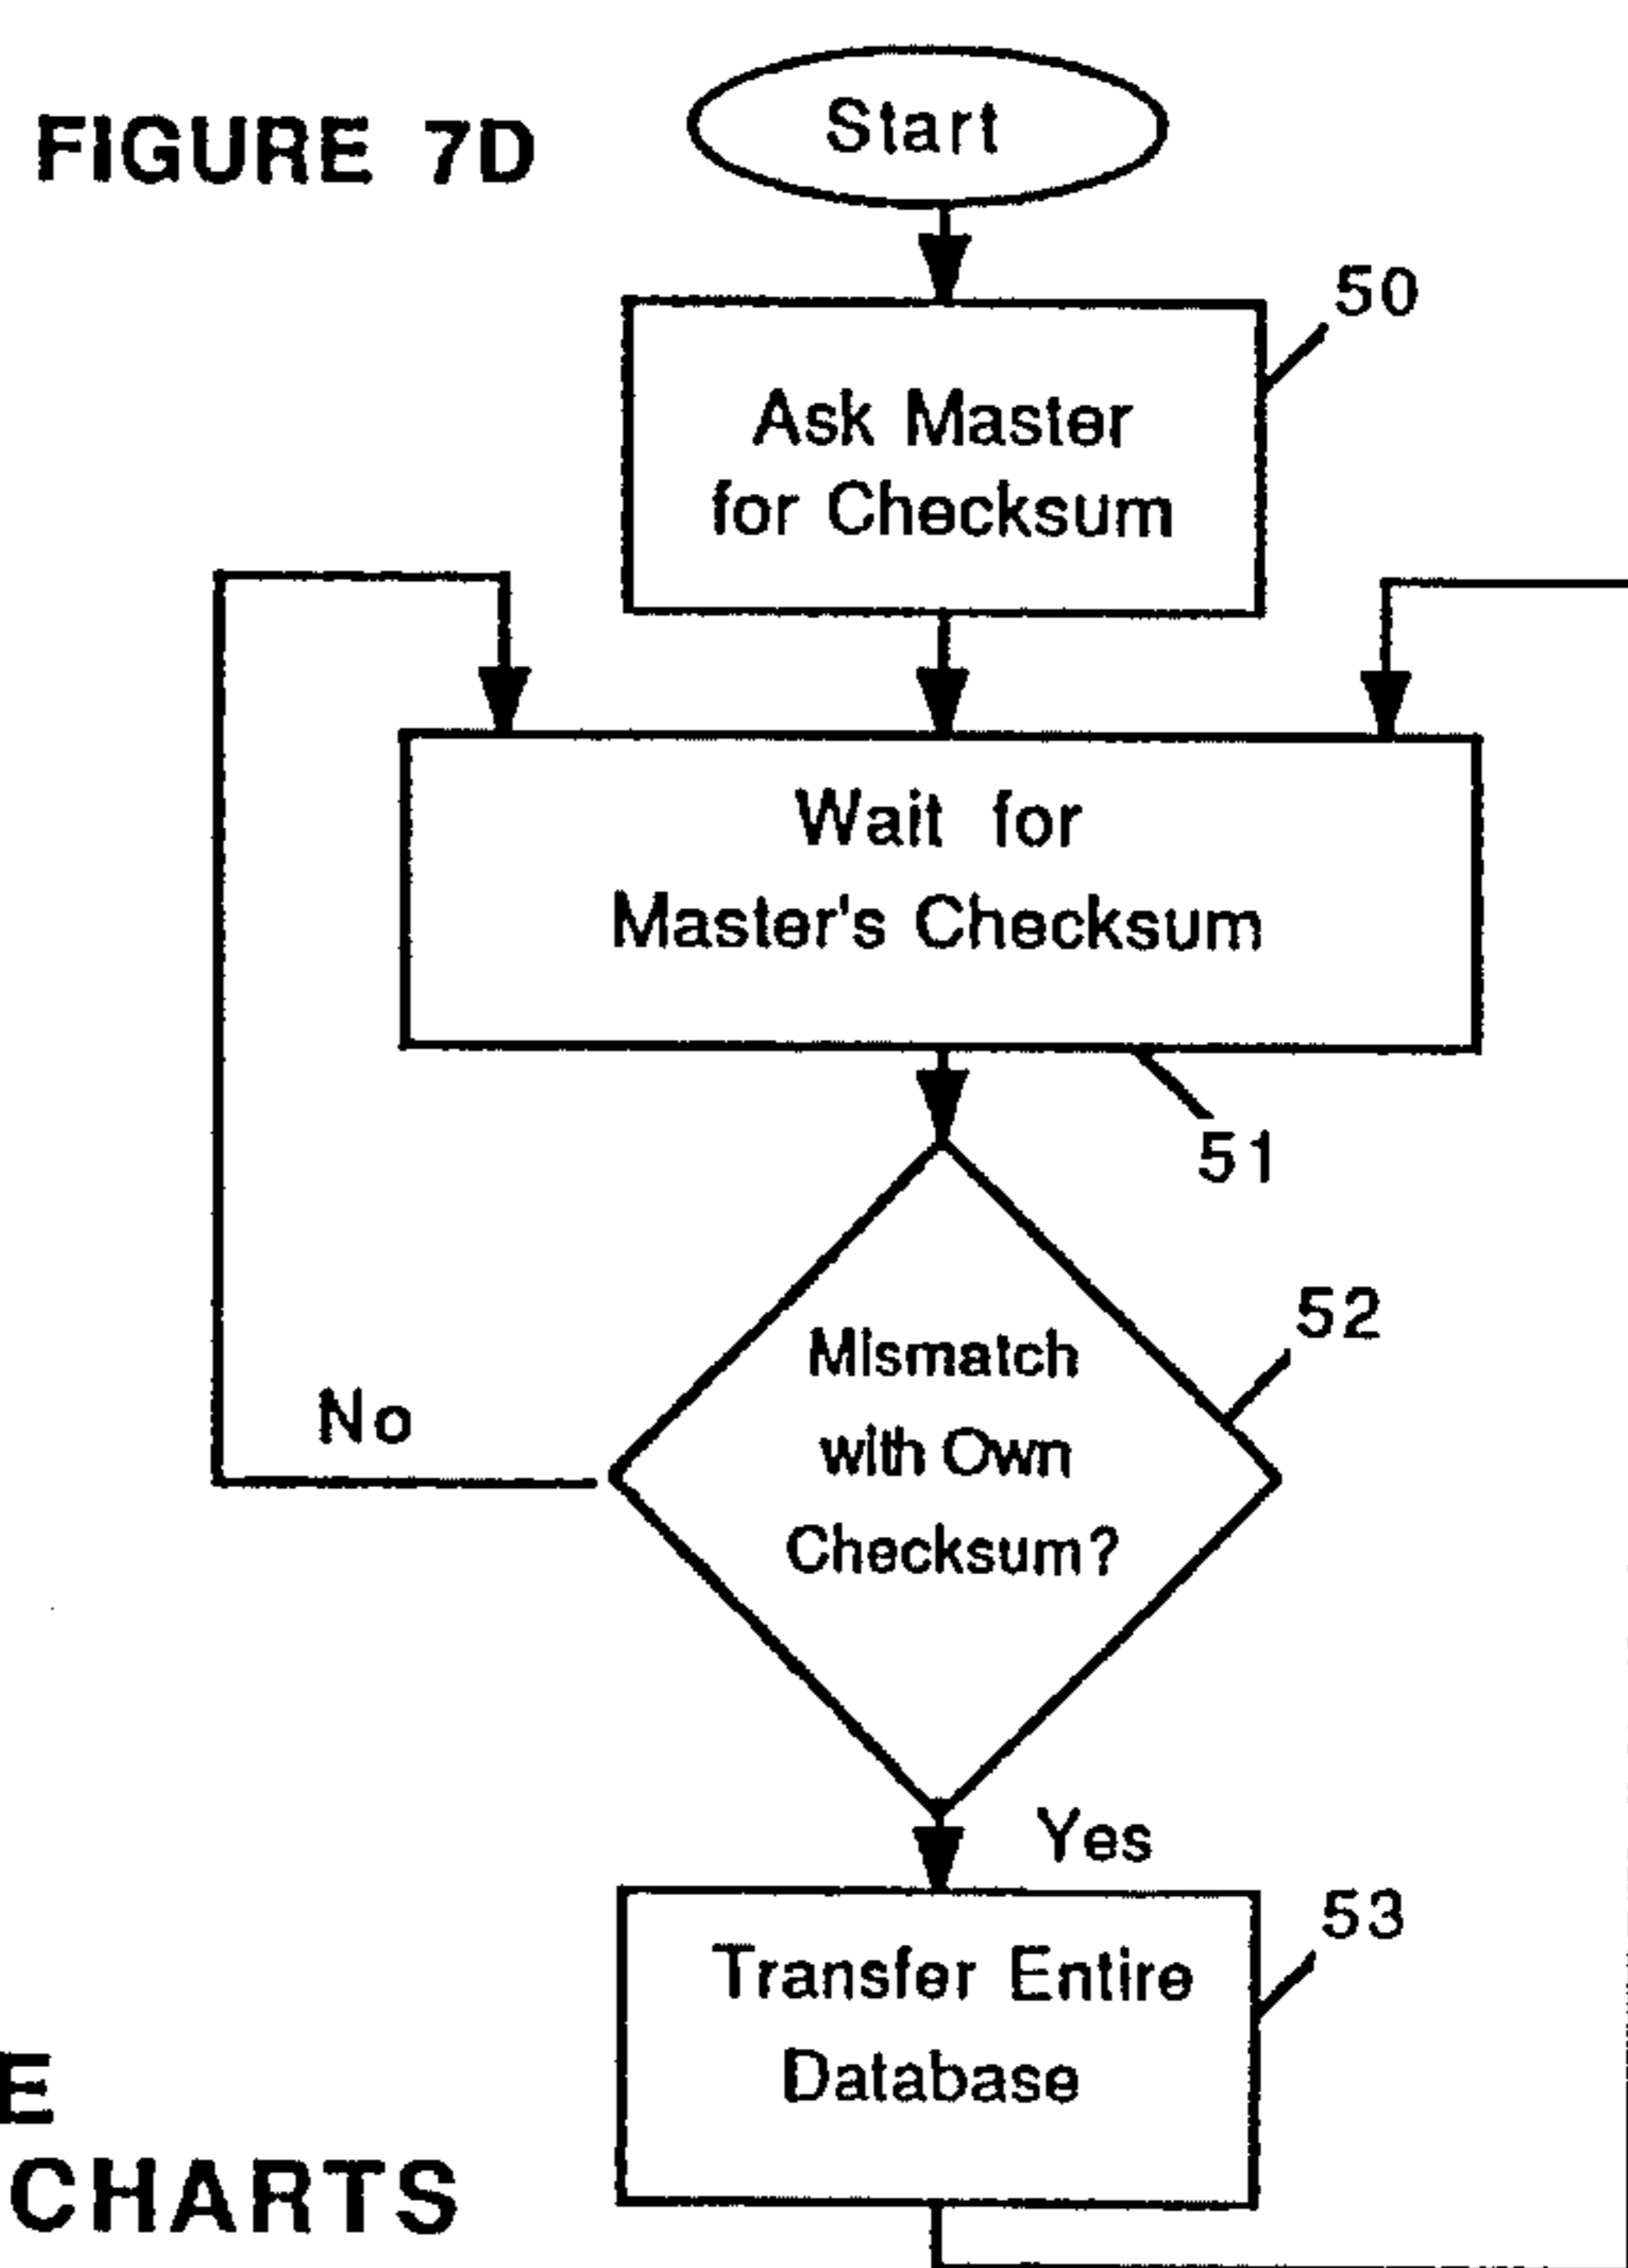 FIGURE 7D
Start
50
Ask Master
for Checksum
Wait for
Master's Checksum
51
52
Mismatch
with Own
Checksum?
No
Yes
53
Transfer Entire
Database
E
CHARTS